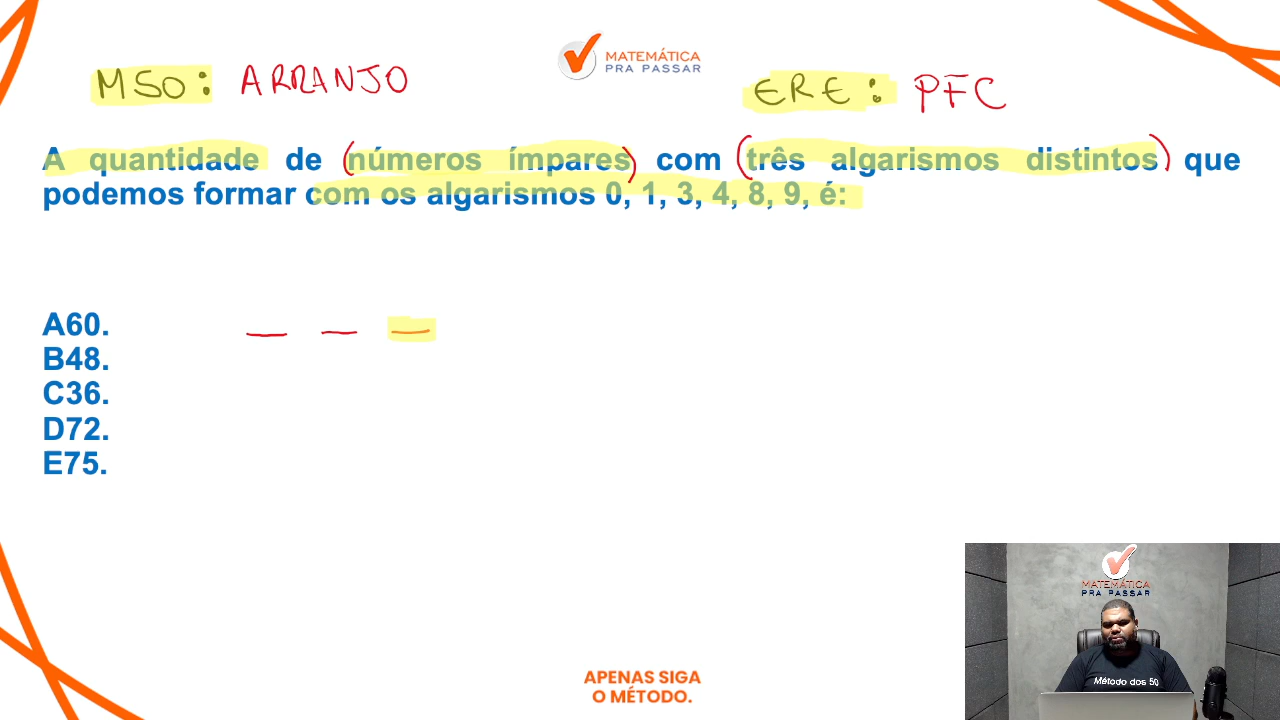 MATEMÁTICA
PRA PASSAR
MSO: ARRANJO
ERE: PFC
A quantidade de (números ímpares) com (três algarismos distintos) que
podemos formar com os algarismos 0, 1, 3, 4, 8, 9, é:
A60.
B48.
C36.
D72.
E75.
MATEMÁTICA
PRA PASSAR
Método dos 50
APENAS SIGA
O MÉTODO.